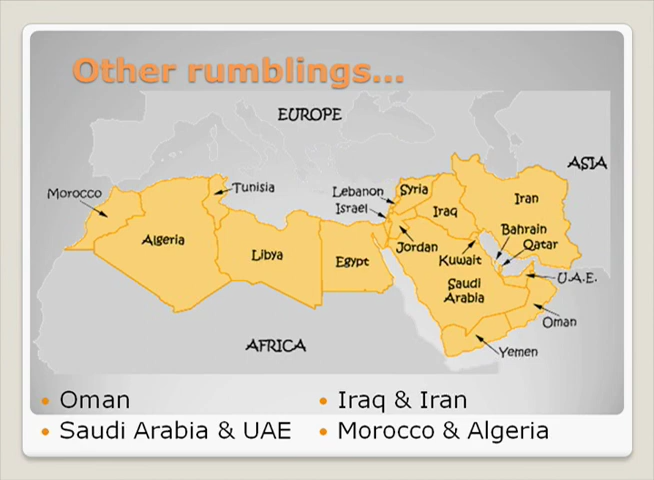 Other rumblings...
EUROPE
ASIA
Morocco
Tunisia
Lebanon
Syria
Iran
Israel
Iraq
Algeria
Libya
Egypt
Jordan
Bahrain
Qatar
Kuwait
U.A.E.
Saudi
Arabia
Oman
AFRICA
Yemen
• Oman
• Saudi Arabia & UAE
• Iraq & Iran
• Morocco & Algeria